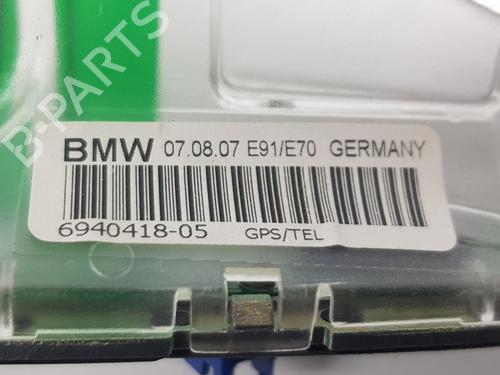 B-PARTS
BMW 07.08.07 E91/E70 GERMANY
6940418-05 GPS/TEL